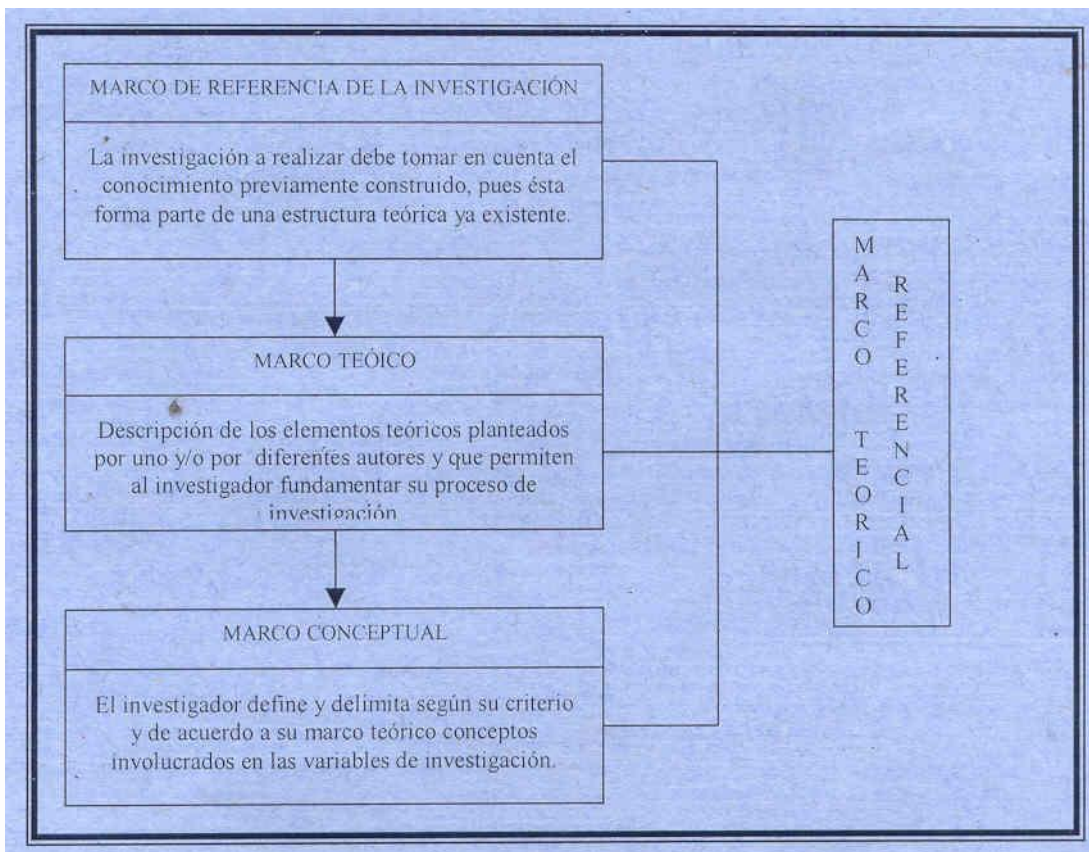 MARCO DE REFERENCIA DE LA INVESTIGACIÓN
La investigación a realizar debe tomar en cuenta el
conocimiento previamente construido, pues ésta
forma parte de una estructura teórica ya existente.
MARCO TEÓICO
Descripción de los elementos teóricos planteados
por uno y/o por diferentes autores y que permiten
al investigador fundamentar su proceso de
investigación
MARCO CONCEPTUAL
El investigador define y delimita según su criterio
y de acuerdo a su marco teórico conceptos
involucrados en las variables de investigación.
MARCO TEORICO
REFERENCIAL